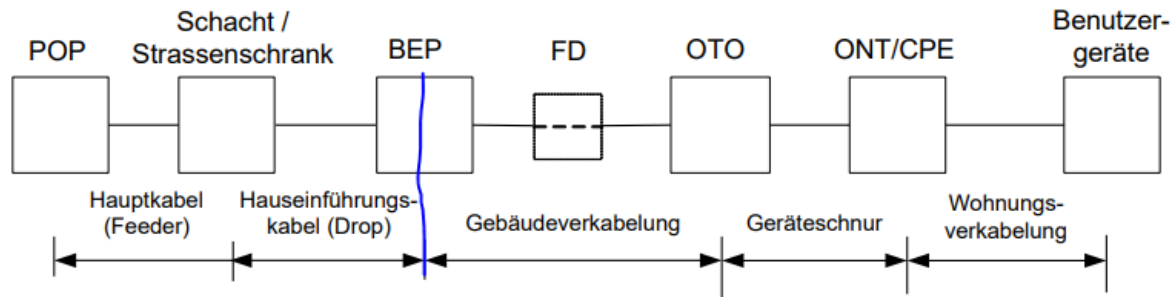 POP
Schacht /
Strassenschrank
BEP
FD
OTO
ONT/CPE
Benutzer-
geräte
Hauptkabel
(Feeder)
Hauseinführungs-
kabel (Drop)
Gebäudeverkabelung
Geräteschnur
Wohnungs-
verkabelung